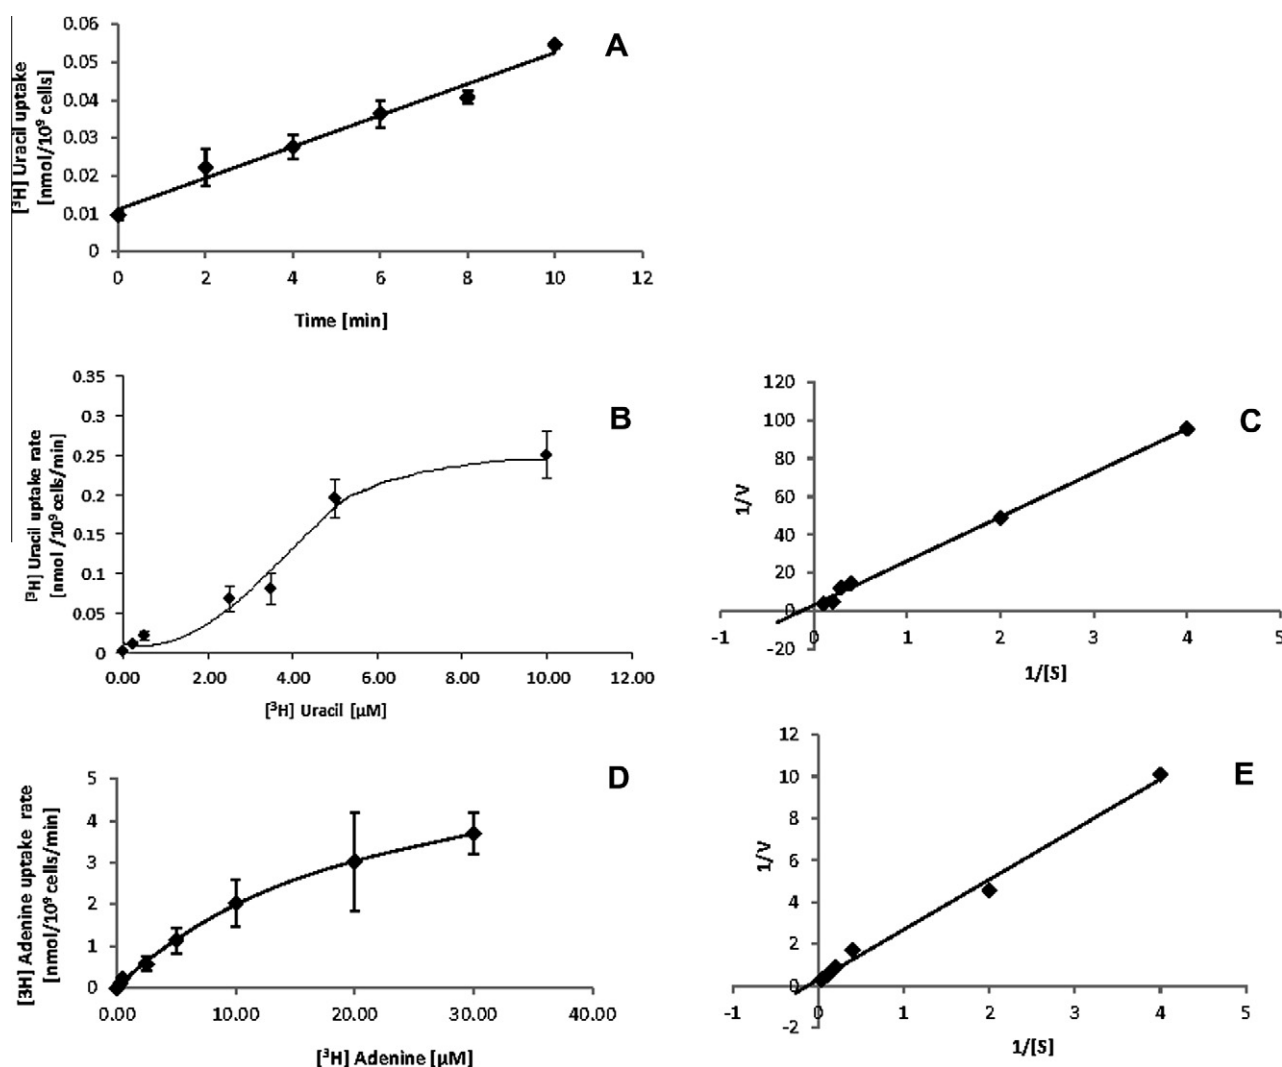 A
[³H] Uracil uptake
[nmol/10⁹ cells]
0.06
0.05
0.04
0.03
0.02
0.01
0
0 2 4 6 8 10 12
Time [min]
B
[³H] Uracil uptake rate
[nmol /10⁹ cells/min]
0.35
0.3
0.25
0.2
0.15
0.1
0.05
0
0.00 2.00 4.00 6.00 8.00 10.00 12.00
[³H] Uracil [µM]
C
1/V
120
100
80
60
40
20
0
-20
-1 0 1 2 3 4 5
1/[S]
D
[3H] Adenine uptake rate
[nmol/10⁹ cells/min]
5
4
3
2
1
0
0.00 10.00 20.00 30.00 40.00
[³H] Adenine [µM]
E
1/V
12
10
8
6
4
2
0
-2
-1 0 1 2 3 4 5
1/[S]